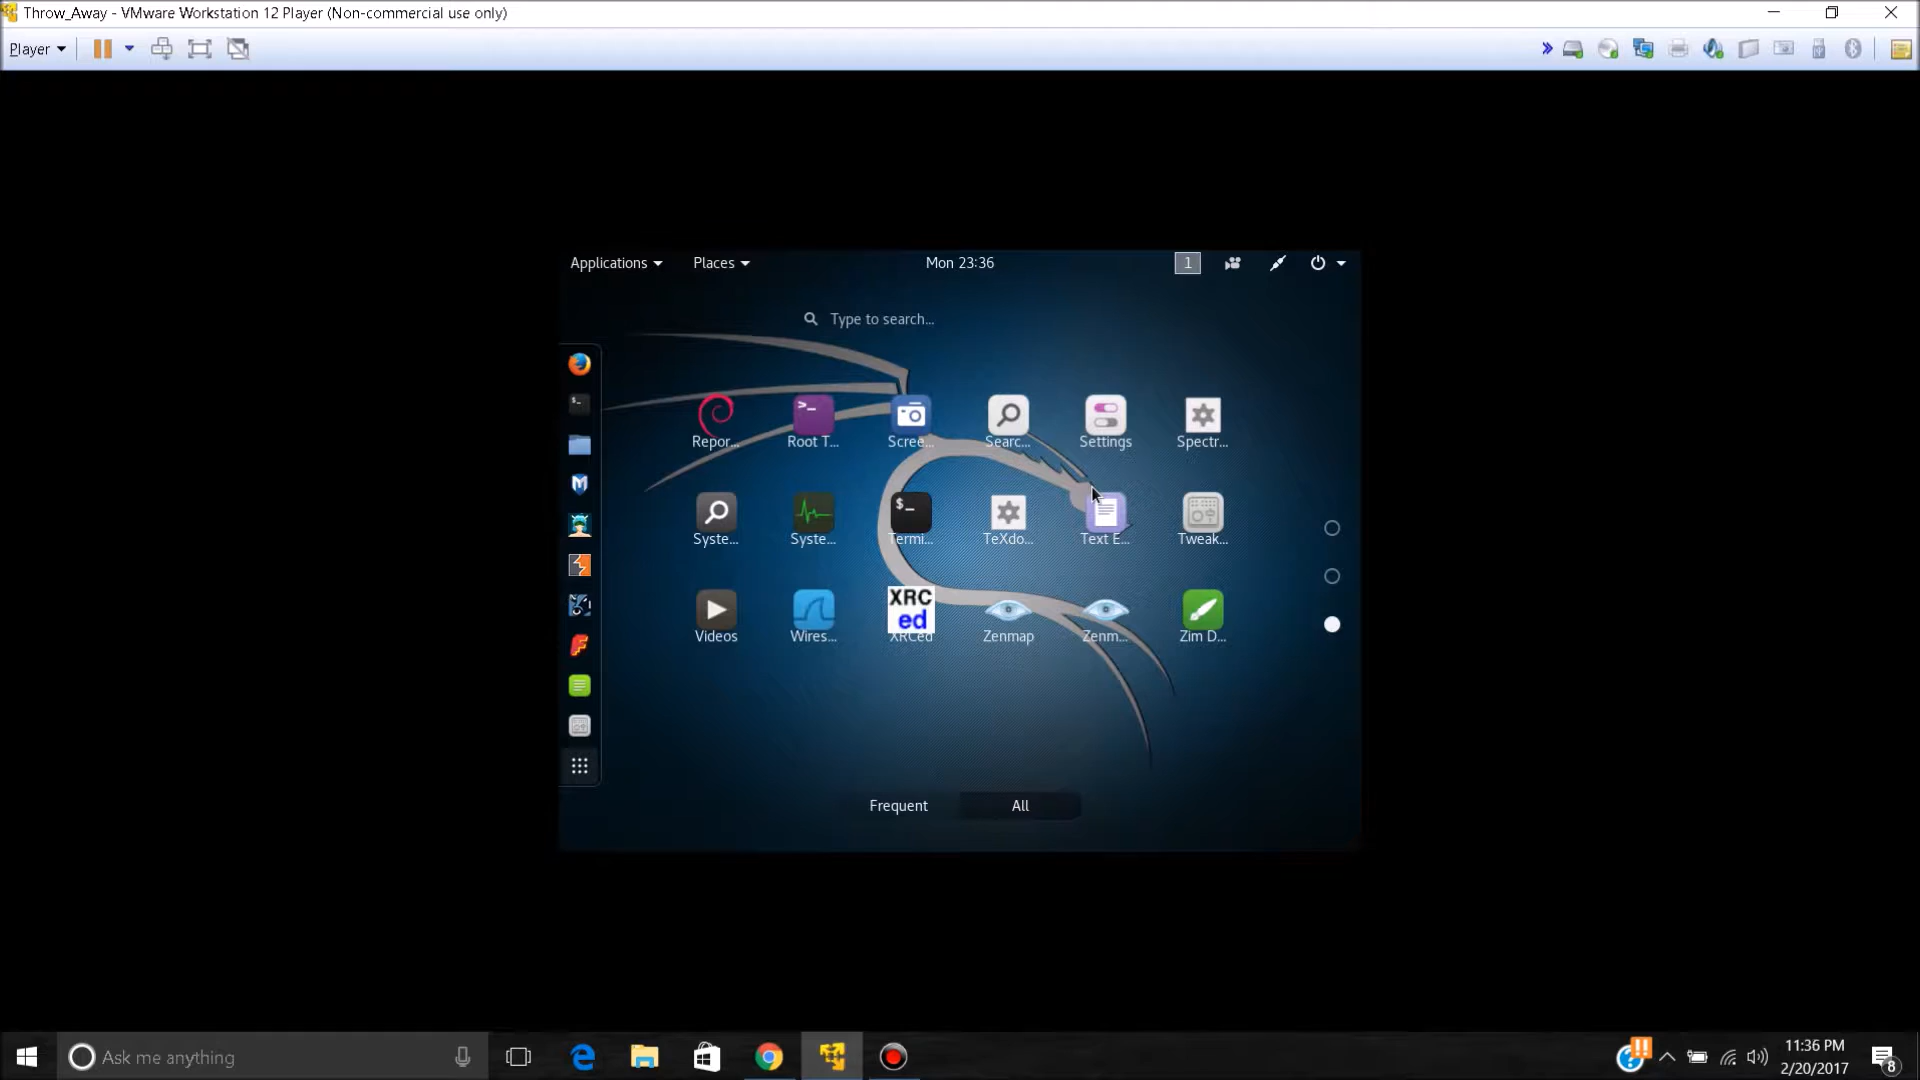 Throw_Away - VMware Workstation 12 Player (Non-commercial use only)
Player
Applications Places Mon 23:36 1
Type to search...
Repor... Root T... Scree... Searc... Settings Spectr...
Syste... Syste... Termi... TeXdo... Text E... Tweak...
XRC
ed
Videos Wires... XRCed Zenmap Zenm... Zim D...
Frequent All
Ask me anything
11:36 PM
2/20/2017
8